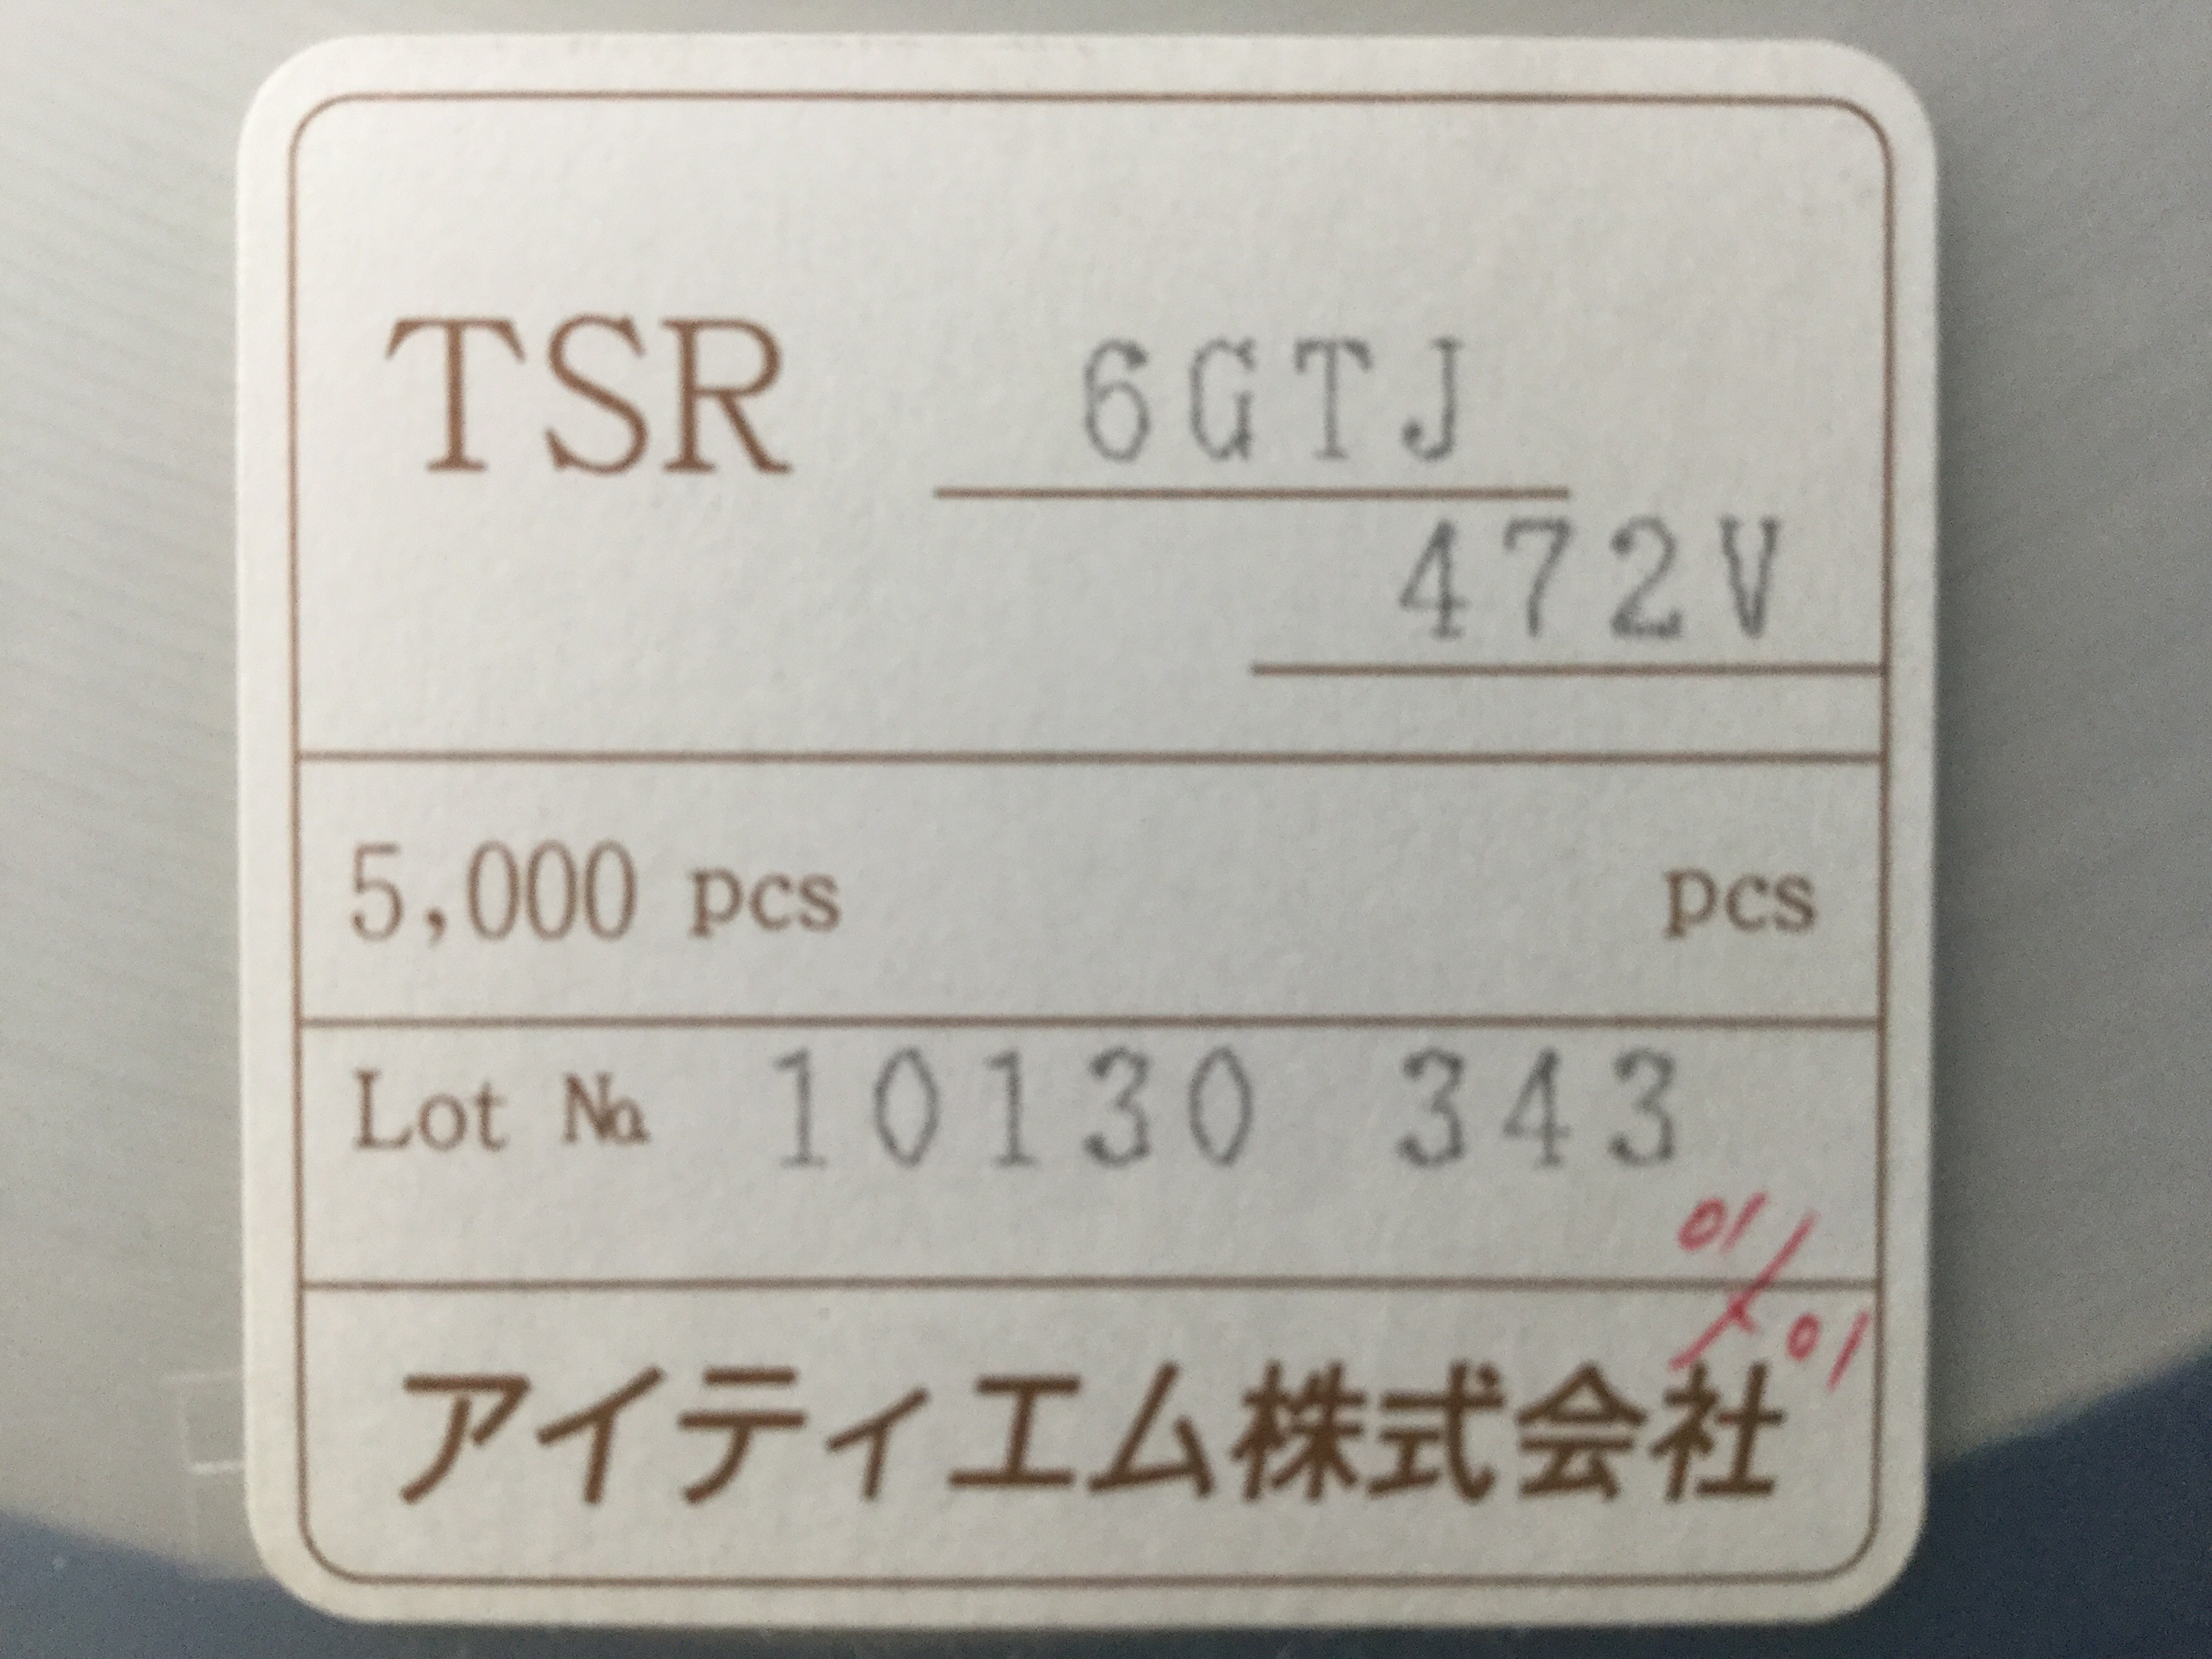 TSR 6GTJ
472V
5,000 pcs pcs
Lot № 10130 343
01/01
アイティエム株式会社